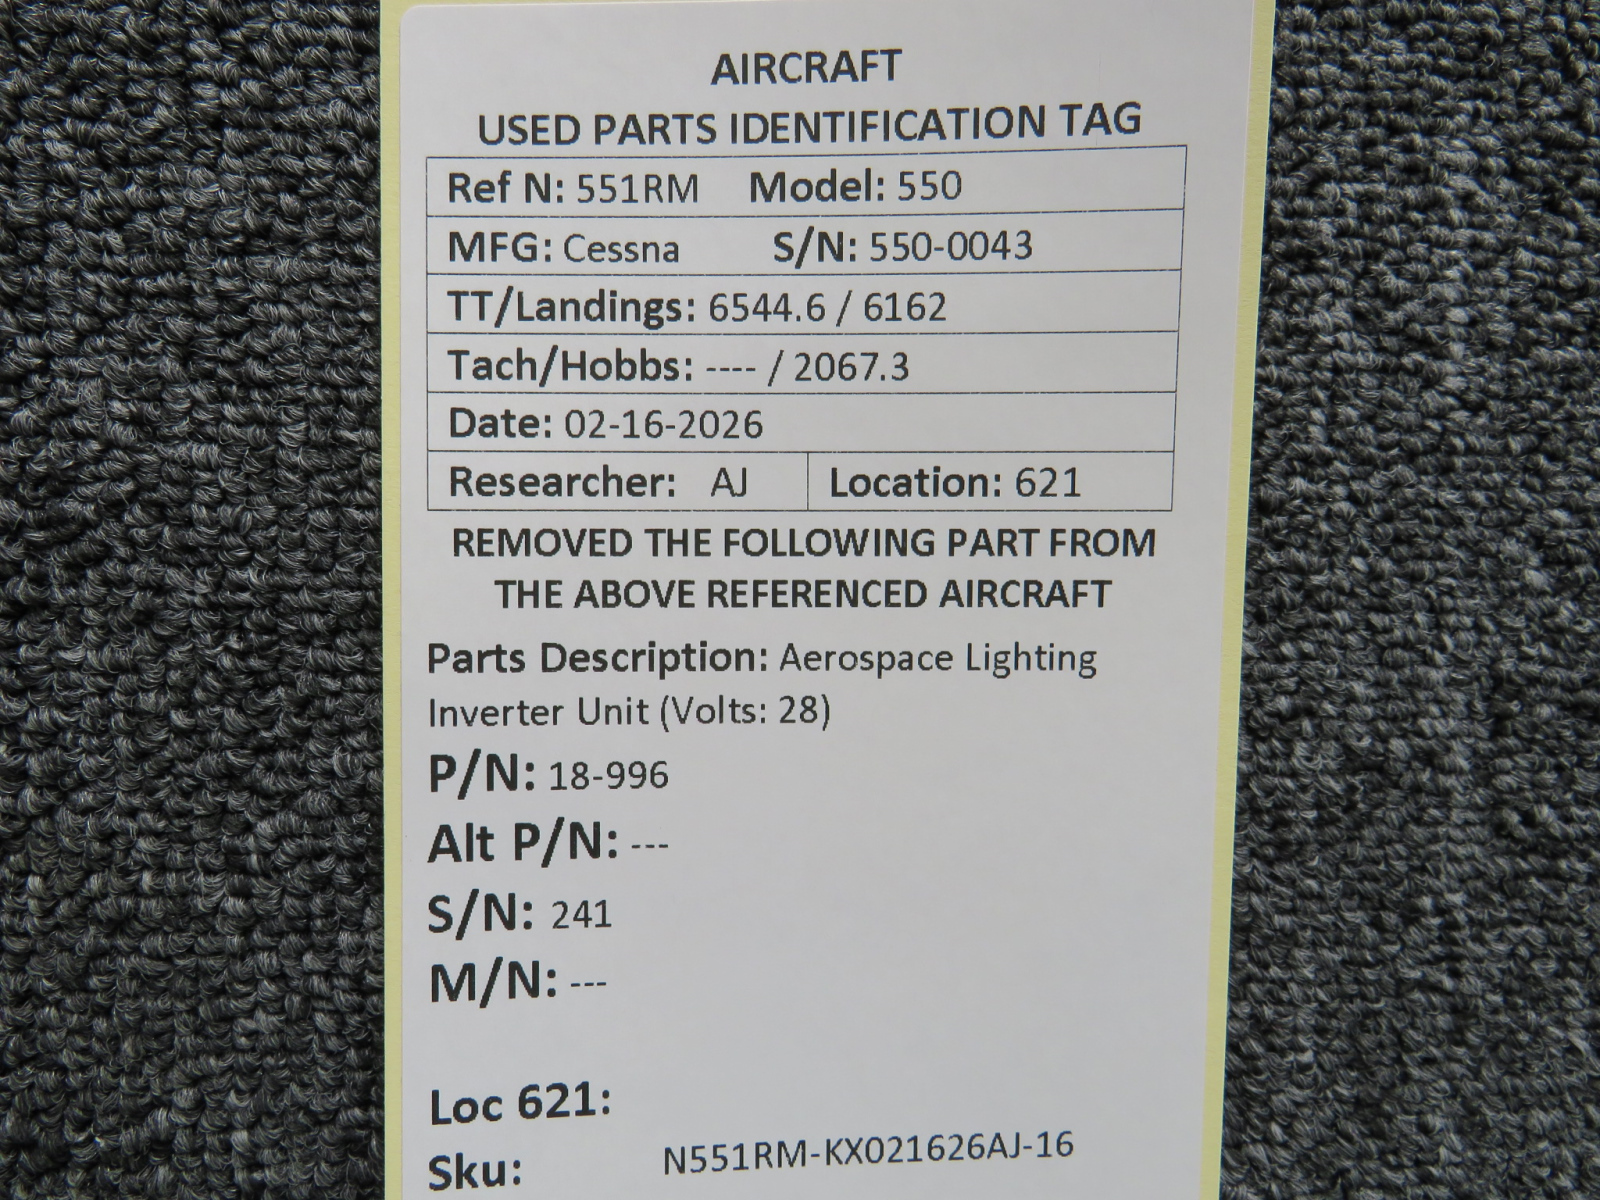 AIRCRAFT
USED PARTS IDENTIFICATION TAG
Ref N: 551RM Model: 550
MFG: Cessna S/N: 550-0043
TT/Landings: 6544.6 / 6162
Tach/Hobbs: ---- / 2067.3
Date: 02-16-2026
Researcher: AJ Location: 621
REMOVED THE FOLLOWING PART FROM
THE ABOVE REFERENCED AIRCRAFT
Parts Description: Aerospace Lighting
Inverter Unit (Volts: 28)
P/N: 18-996
Alt P/N: ---
S/N: 241
M/N: ---
Loc 621:
Sku: N551RM-KX021626AJ-16